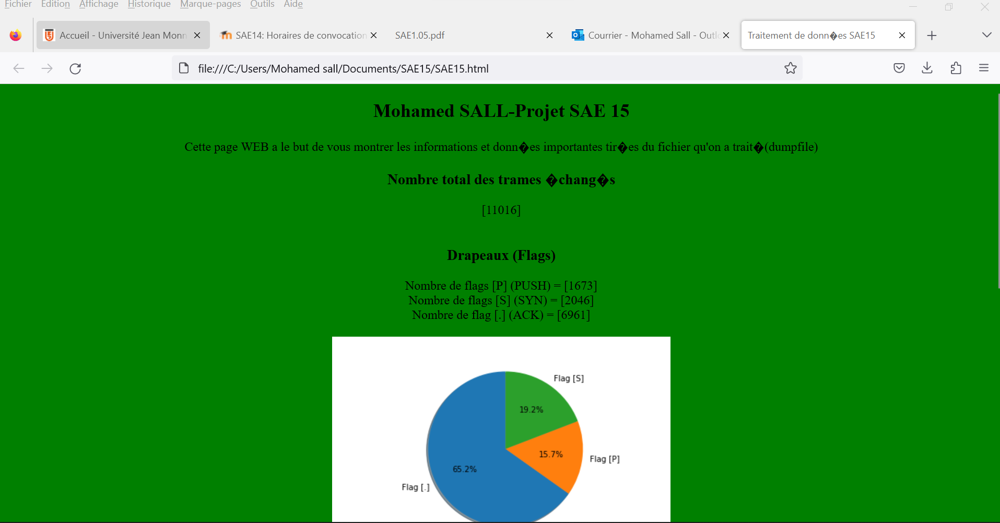 Fichier Edition Affichage Historique Marque-pages Outils Aide
Accueil - Université Jean Monn
SAE14: Horaires de convocation
SAE1.05.pdf
Courrier - Mohamed Sall - Outlo
Traitement de donn�es SAE15
file:///C:/Users/Mohamed sall/Documents/SAE15/SAE15.html
Mohamed SALL-Projet SAE 15
Cette page WEB a le but de vous montrer les informations et donn�es importantes tir�es du fichier qu'on a trait�(dumpfile)
Nombre total des trames �chang�s
[11016]
Drapeaux (Flags)
Nombre de flags [P] (PUSH) = [1673]
Nombre de flags [S] (SYN) = [2046]
Nombre de flag [.] (ACK) = [6961]
Flag [S]
19.2%
15.7%
Flag [P]
65.2%
Flag [.]